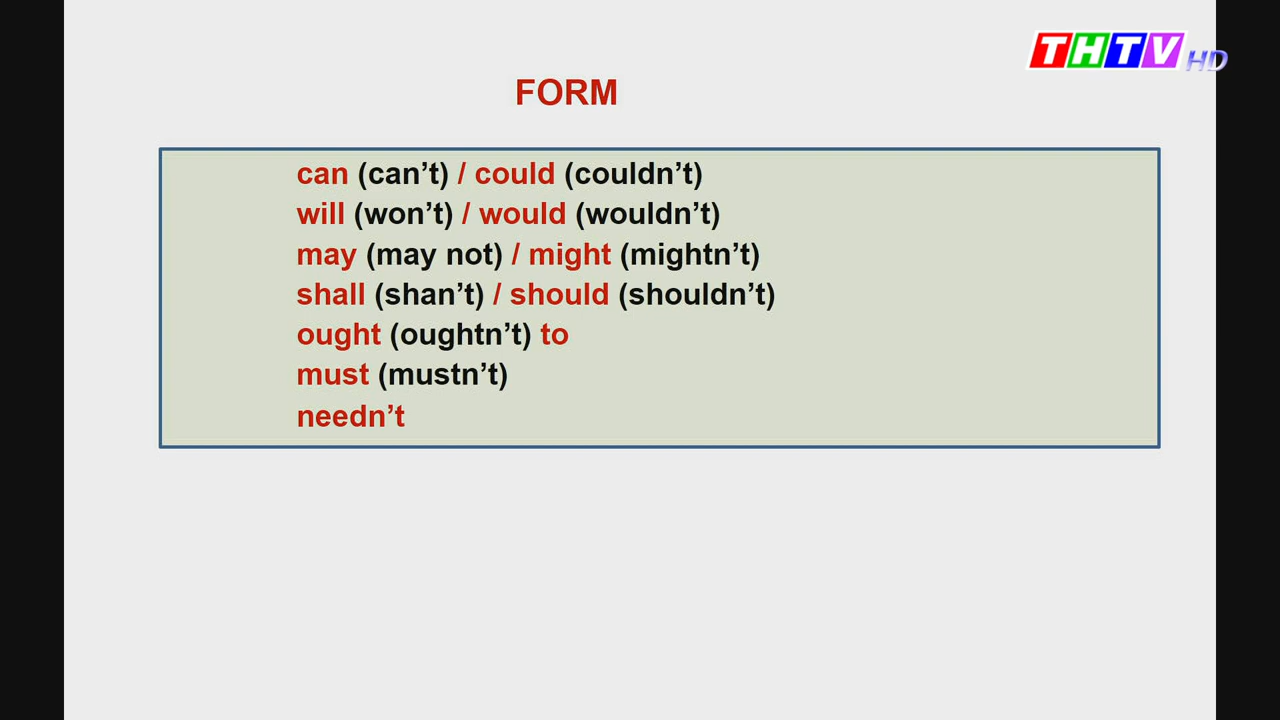 THTV HD
FORM
can (can’t) / could (couldn’t)
will (won’t) / would (wouldn’t)
may (may not) / might (mightn’t)
shall (shan’t) / should (shouldn’t)
ought (oughtn’t) to
must (mustn’t)
needn’t